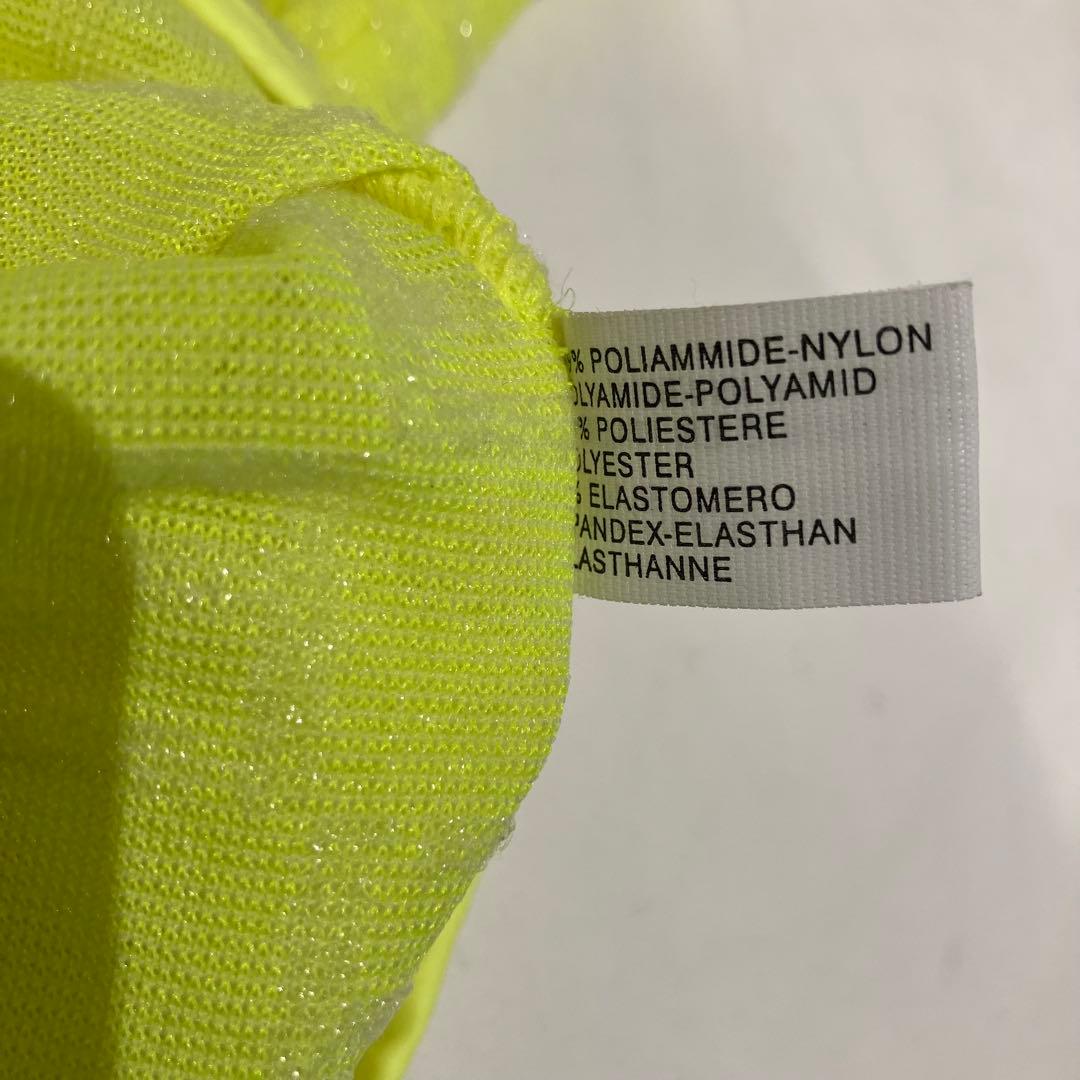 % POLIAMMIDE-NYLON
OLYAMIDE-POLYAMID
% POLIESTERE
OLYESTER
% ELASTOMERO
PANDEX-ELASTHAN
LASTHANNE